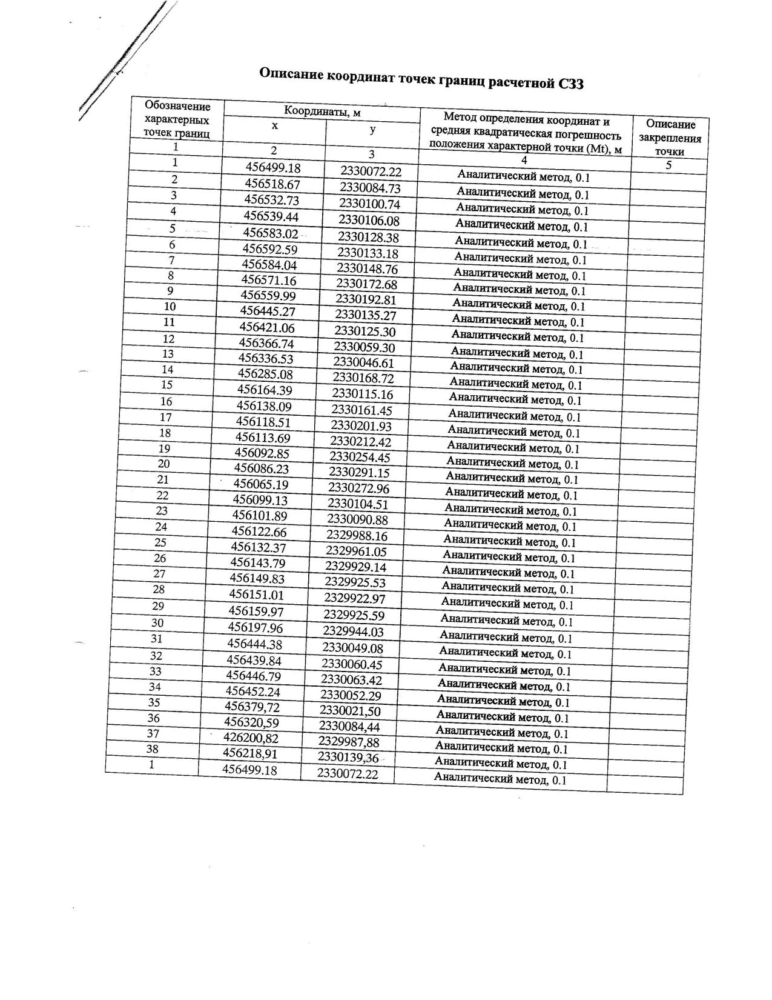 Описание координат точек границ расчетной СЗЗ
Обозначение характерных точек границ | Координаты, м | Метод определения координат и средняя квадратическая погрешность положения характерной точки (Mt), м | Описание закрепления точки
x | y
1 | 2 | 3 | 4 | 5
1 | 456499.18 | 2330072.22 | Аналитический метод, 0.1
2 | 456518.67 | 2330084.73 | Аналитический метод, 0.1
3 | 456532.73 | 2330100.74 | Аналитический метод, 0.1
4 | 456539.44 | 2330106.08 | Аналитический метод, 0.1
5 | 456583.02 | 2330128.38 | Аналитический метод, 0.1
6 | 456592.59 | 2330133.18 | Аналитический метод, 0.1
7 | 456584.04 | 2330148.76 | Аналитический метод, 0.1
8 | 456571.16 | 2330172.68 | Аналитический метод, 0.1
9 | 456559.99 | 2330192.81 | Аналитический метод, 0.1
10 | 456445.27 | 2330135.27 | Аналитический метод, 0.1
11 | 456421.06 | 2330125.30 | Аналитический метод, 0.1
12 | 456366.74 | 2330059.30 | Аналитический метод, 0.1
13 | 456336.53 | 2330046.61 | Аналитический метод, 0.1
14 | 456285.08 | 2330168.72 | Аналитический метод, 0.1
15 | 456164.39 | 2330115.16 | Аналитический метод, 0.1
16 | 456138.09 | 2330161.45 | Аналитический метод, 0.1
17 | 456118.51 | 2330201.93 | Аналитический метод, 0.1
18 | 456113.69 | 2330212.42 | Аналитический метод, 0.1
19 | 456092.85 | 2330254.45 | Аналитический метод, 0.1
20 | 456086.23 | 2330291.15 | Аналитический метод, 0.1
21 | 456065.19 | 2330272.96 | Аналитический метод, 0.1
22 | 456099.13 | 2330104.51 | Аналитический метод, 0.1
23 | 456101.89 | 2330090.88 | Аналитический метод, 0.1
24 | 456122.66 | 2329988.16 | Аналитический метод, 0.1
25 | 456132.37 | 2329961.05 | Аналитический метод, 0.1
26 | 456143.79 | 2329929.14 | Аналитический метод, 0.1
27 | 456149.83 | 2329925.53 | Аналитический метод, 0.1
28 | 456151.01 | 2329922.97 | Аналитический метод, 0.1
29 | 456159.97 | 2329925.59 | Аналитический метод, 0.1
30 | 456197.96 | 2329944.03 | Аналитический метод, 0.1
31 | 456444.38 | 2330049.08 | Аналитический метод, 0.1
32 | 456439.84 | 2330060.45 | Аналитический метод, 0.1
33 | 456446.79 | 2330063.42 | Аналитический метод, 0.1
34 | 456452.24 | 2330052.29 | Аналитический метод, 0.1
35 | 456379,72 | 2330021,50 | Аналитический метод, 0.1
36 | 456320,59 | 2330084,44 | Аналитический метод, 0.1
37 | 426200,82 | 2329987,88 | Аналитический метод, 0.1
38 | 456218,91 | 2330139,36 | Аналитический метод, 0.1
1 | 456499.18 | 2330072.22 | Аналитический метод, 0.1